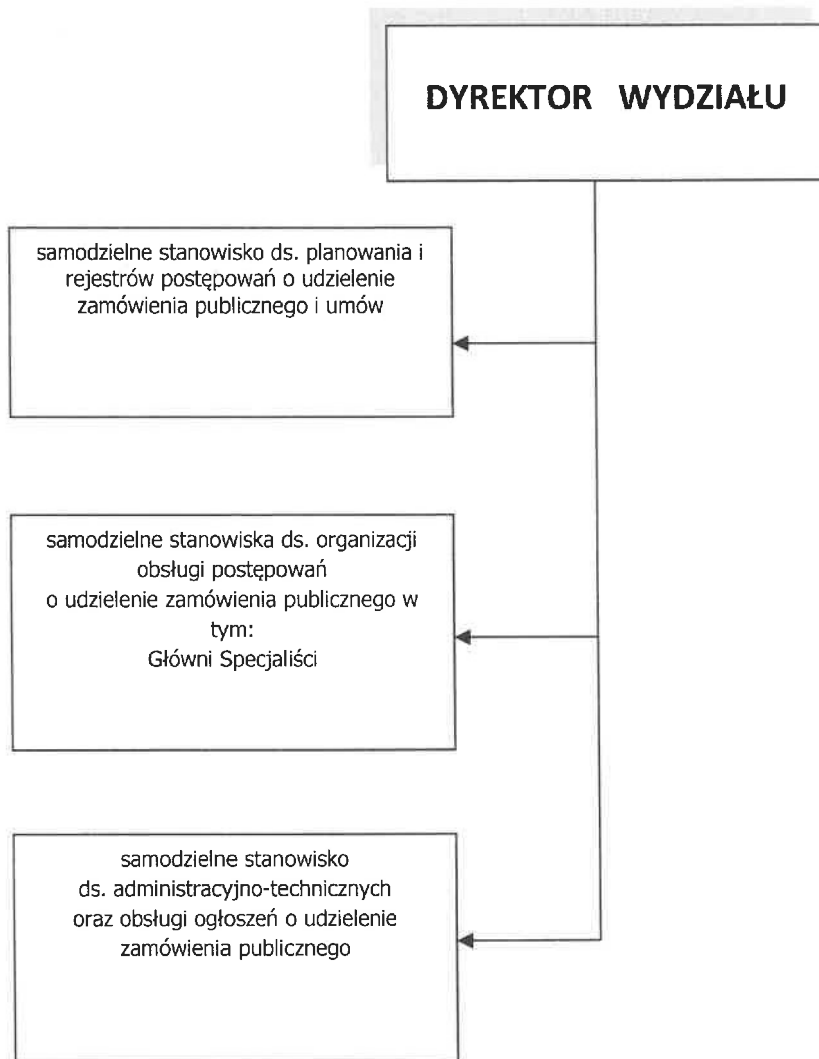 DYREKTOR WYDZIAŁU
samodzielne stanowisko ds. planowania i
rejestrów postępowań o udzielenie
zamówienia publicznego i umów
samodzielne stanowiska ds. organizacji
obsługi postępowań
o udzielenie zamówienia publicznego w
tym:
Główni Specjaliści
samodzielne stanowisko
ds. administracyjno-technicznych
oraz obsługi ogłoszeń o udzielenie
zamówienia publicznego